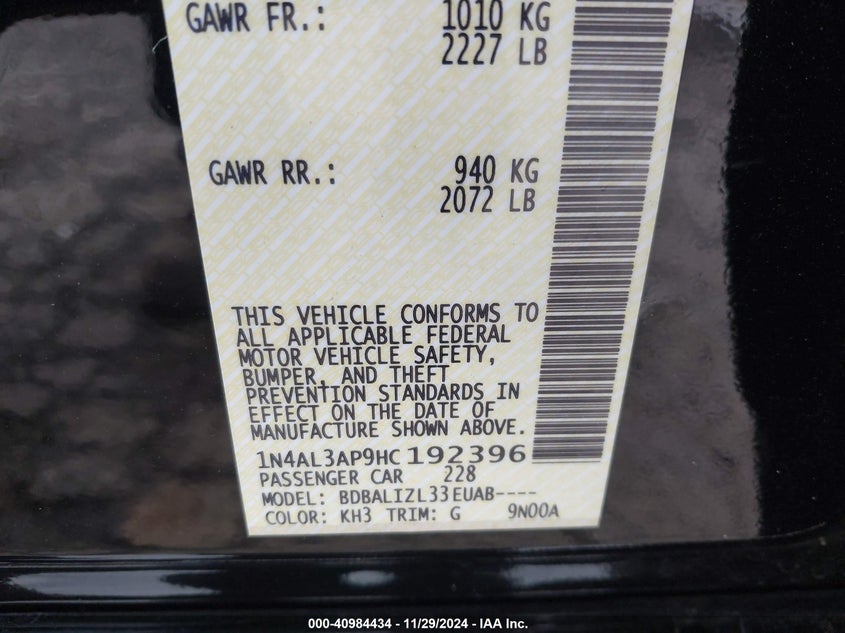 GAWR FR.: 1010 KG
2227 LB
GAWR RR.: 940 KG
2072 LB
THIS VEHICLE CONFORMS TO
ALL APPLICABLE FEDERAL
MOTOR VEHICLE SAFETY,
BUMPER, AND THEFT
PREVENTION STANDARDS IN
EFFECT ON THE DATE OF
MANUFACTURE SHOWN ABOVE.
1N4AL3AP9HC192396
PASSENGER CAR 228
MODEL: BDBALIZL33EUAB----
COLOR: KH3 TRIM: G 9N00A
000-40984434 - 11/29/2024 - IAA Inc.